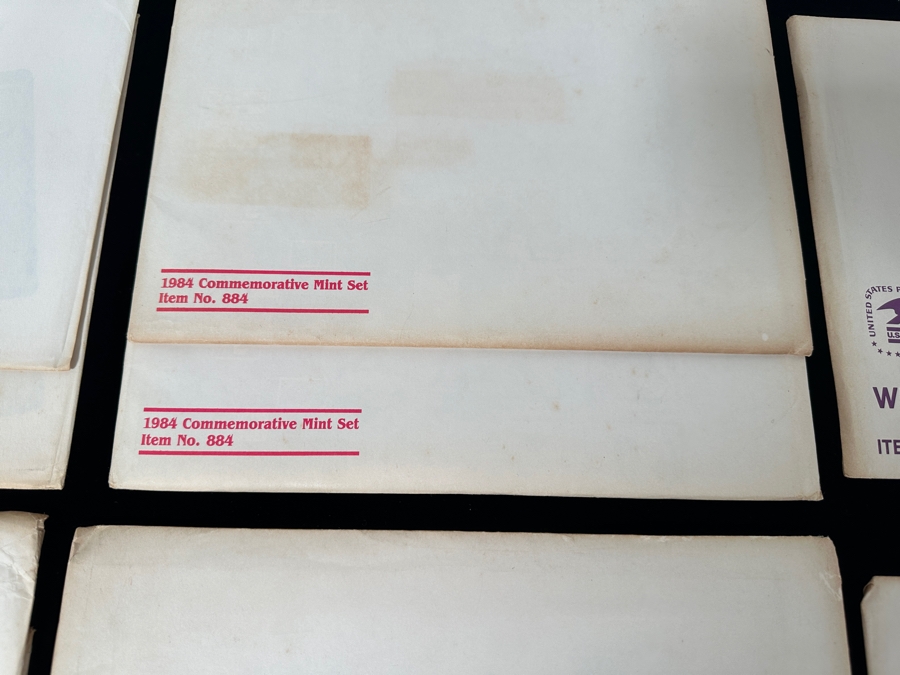 1984 Commemorative Mint Set
Item No. 884
1984 Commemorative Mint Set
Item No. 884
UNITED STATES
U.S.
W
ITE